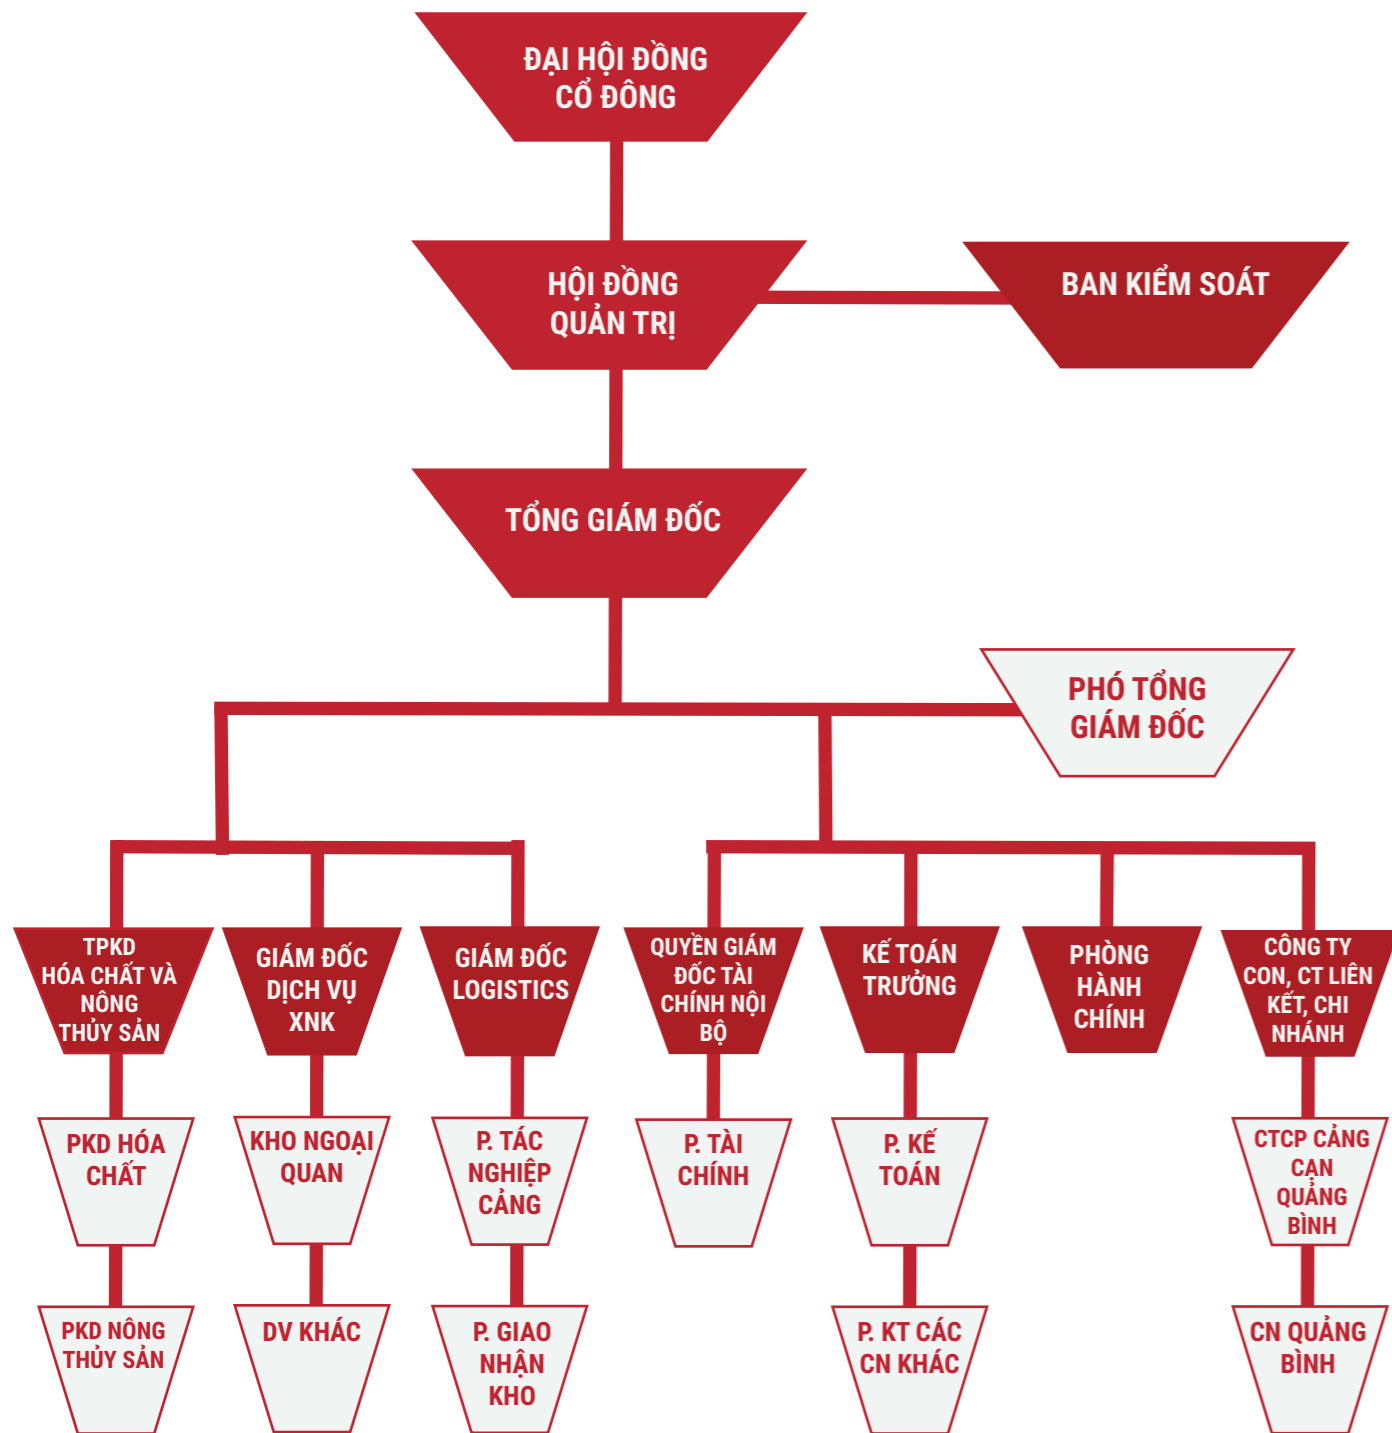 ĐẠI HỘI ĐỒNG
CỔ ĐÔNG
HỘI ĐỒNG
QUẢN TRỊ
BAN KIỂM SOÁT
TỔNG GIÁM ĐỐC
PHÓ TỔNG
GIÁM ĐỐC
TPKD
HÓA CHẤT VÀ
NÔNG
THỦY SẢN
GIÁM ĐỐC
DỊCH VỤ
XNK
GIÁM ĐỐC
LOGISTICS
QUYỀN GIÁM
ĐỐC TÀI
CHÍNH NỘI
BỘ
KẾ TOÁN
TRƯỞNG
PHÒNG
HÀNH
CHÍNH
CÔNG TY
CON, CT LIÊN
KẾT, CHI
NHÁNH
PKD HÓA
CHẤT
KHO NGOẠI
QUAN
P. TÁC
NGHIỆP
CẢNG
P. TÀI
CHÍNH
P. KẾ
TOÁN
CTCP CẢNG
CẠN
QUẢNG
BÌNH
PKD NÔNG
THỦY SẢN
DV KHÁC
P. GIAO
NHẬN
KHO
P. KT CÁC
CN KHÁC
CN QUẢNG
BÌNH